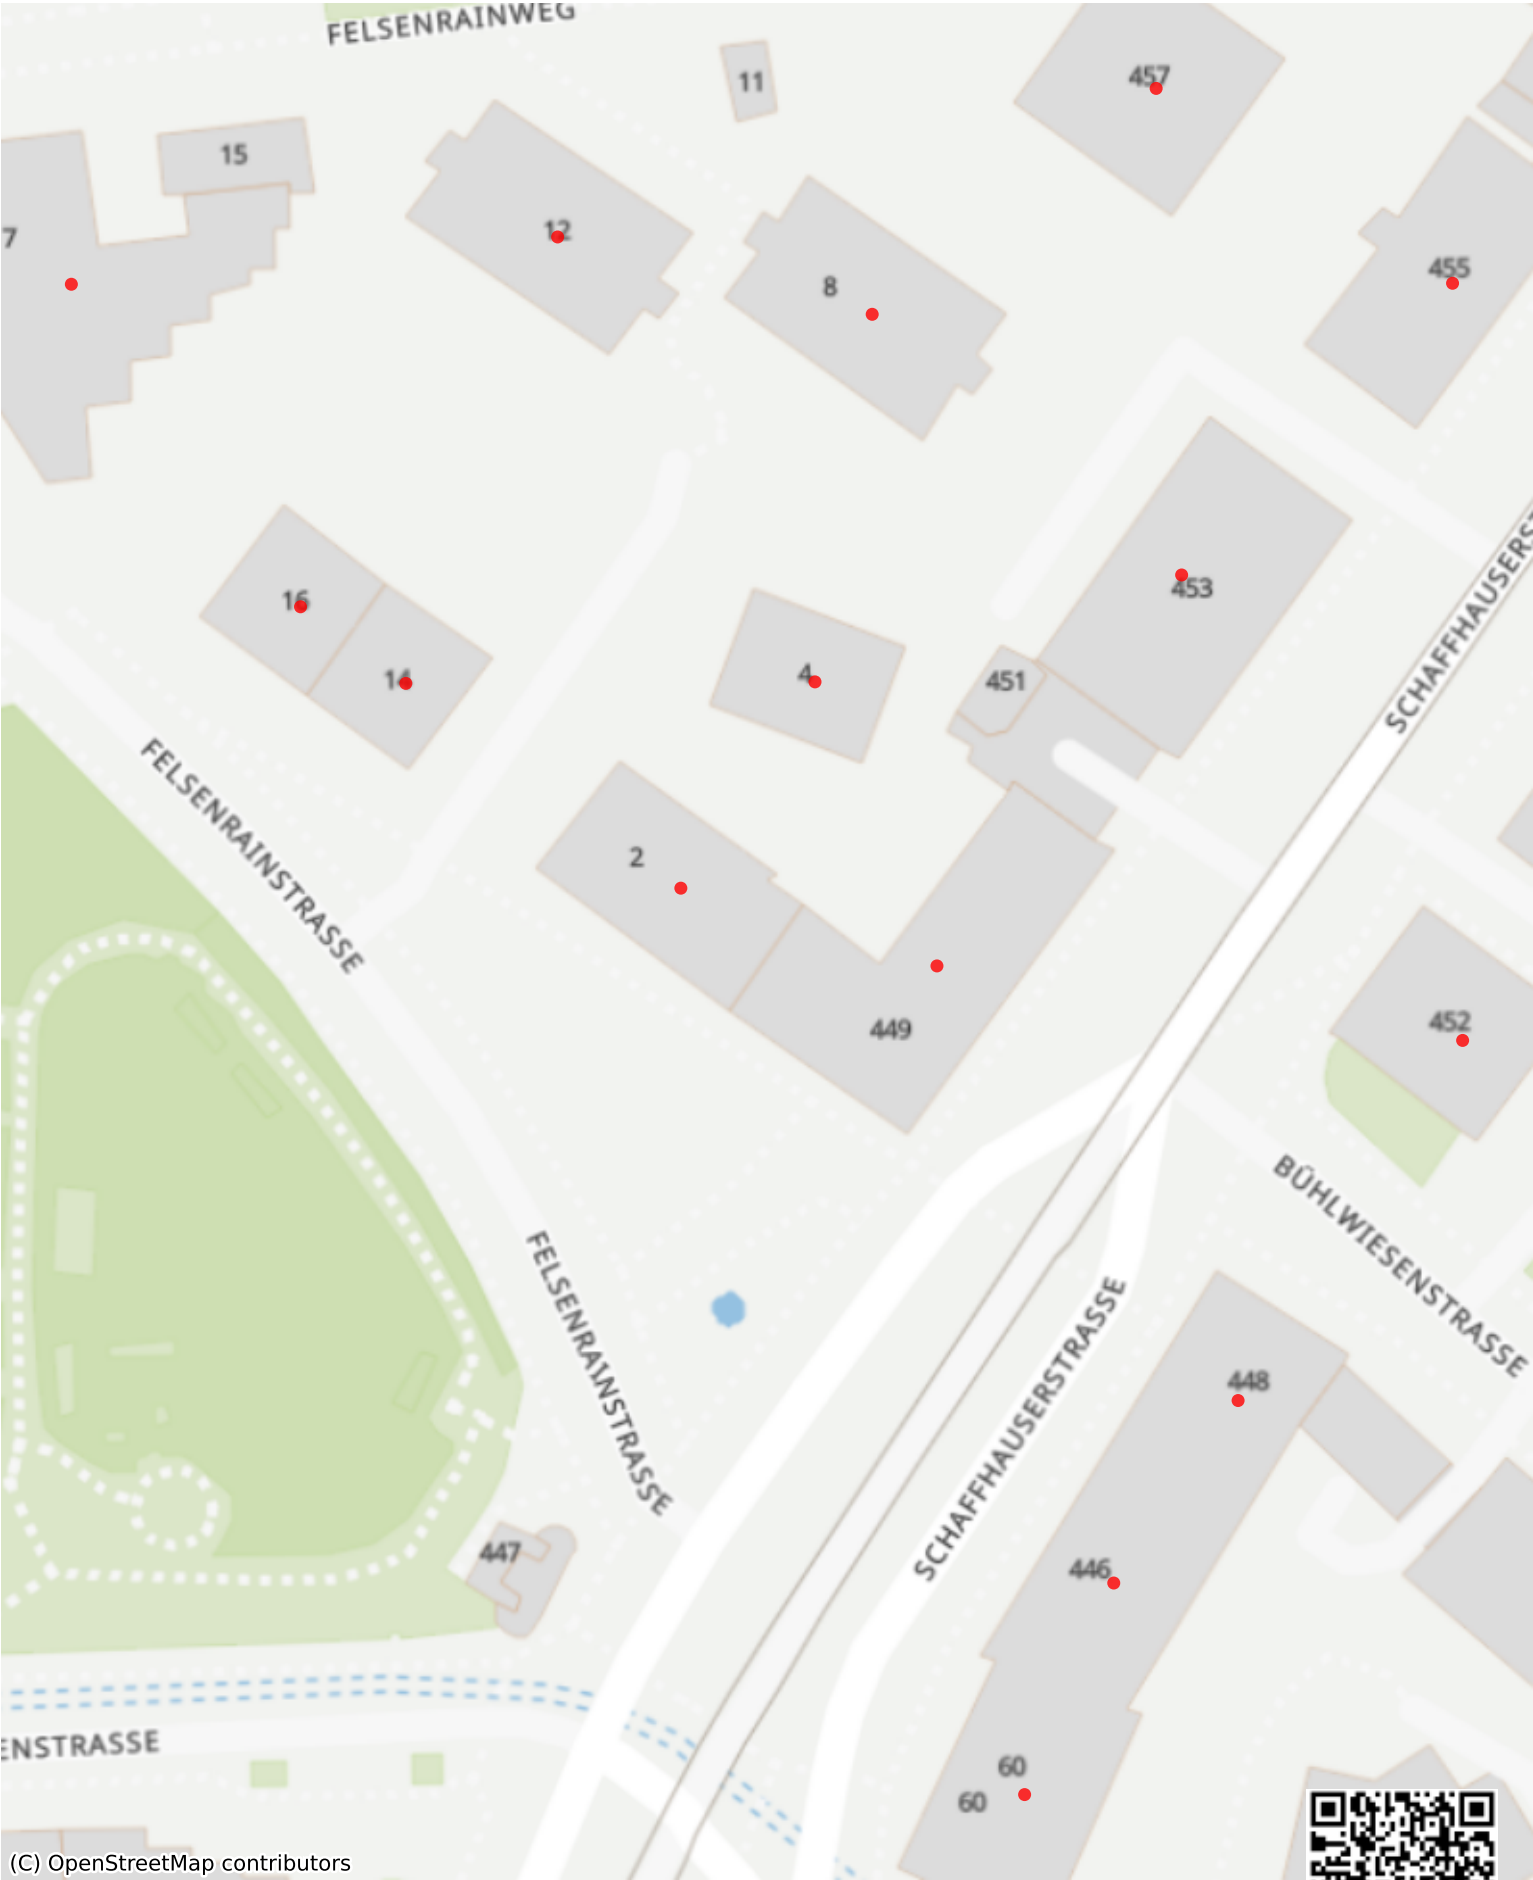 FELSENRAINWEG
11
457
15
12
7
8
455
16
14
4
451
453
SCHAFFHAUSERST
FELSENRAINSTRASSE
2
449
452
BÜHLWIESENSTRASSE
FELSENRAINSTRASSE
448
SCHAFFHAUSERSTRASSE
447
446
ENSTRASSE
60
60
(C) OpenStreetMap contributors